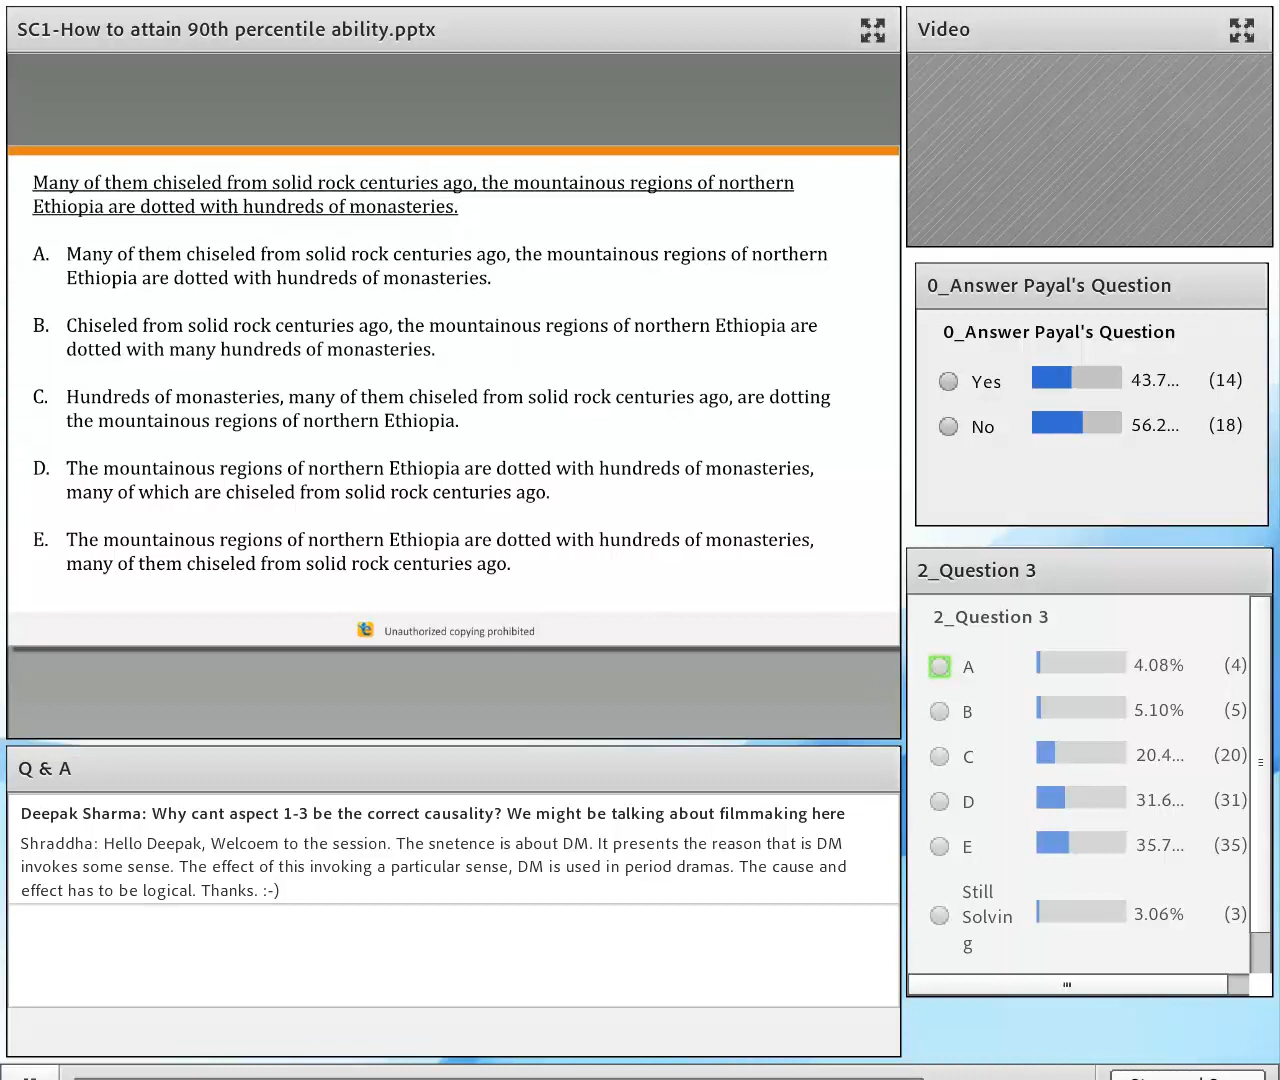 SC1-How to attain 90th percentile ability.pptx
Many of them chiseled from solid rock centuries ago, the mountainous regions of northern
Ethiopia are dotted with hundreds of monasteries.
A. Many of them chiseled from solid rock centuries ago, the mountainous regions of northern
Ethiopia are dotted with hundreds of monasteries.
B. Chiseled from solid rock centuries ago, the mountainous regions of northern Ethiopia are
dotted with many hundreds of monasteries.
C. Hundreds of monasteries, many of them chiseled from solid rock centuries ago, are dotting
the mountainous regions of northern Ethiopia.
D. The mountainous regions of northern Ethiopia are dotted with hundreds of monasteries,
many of which are chiseled from solid rock centuries ago.
E. The mountainous regions of northern Ethiopia are dotted with hundreds of monasteries,
many of them chiseled from solid rock centuries ago.
Unauthorized copying prohibited
Q & A
Deepak Sharma: Why cant aspect 1-3 be the correct causality? We might be talking about filmmaking here
Shraddha: Hello Deepak, Welcoem to the session. The snetence is about DM. It presents the reason that is DM
invokes some sense. The effect of this invoking a particular sense, DM is used in period dramas. The cause and
effect has to be logical. Thanks. :-)
Video
0_Answer Payal's Question
0_Answer Payal's Question
Yes 43.7... (14)
No 56.2... (18)
2_Question 3
2_Question 3
A 4.08% (4)
B 5.10% (5)
C 20.4... (20)
D 31.6... (31)
E 35.7... (35)
Still
Solvin 3.06% (3)
g